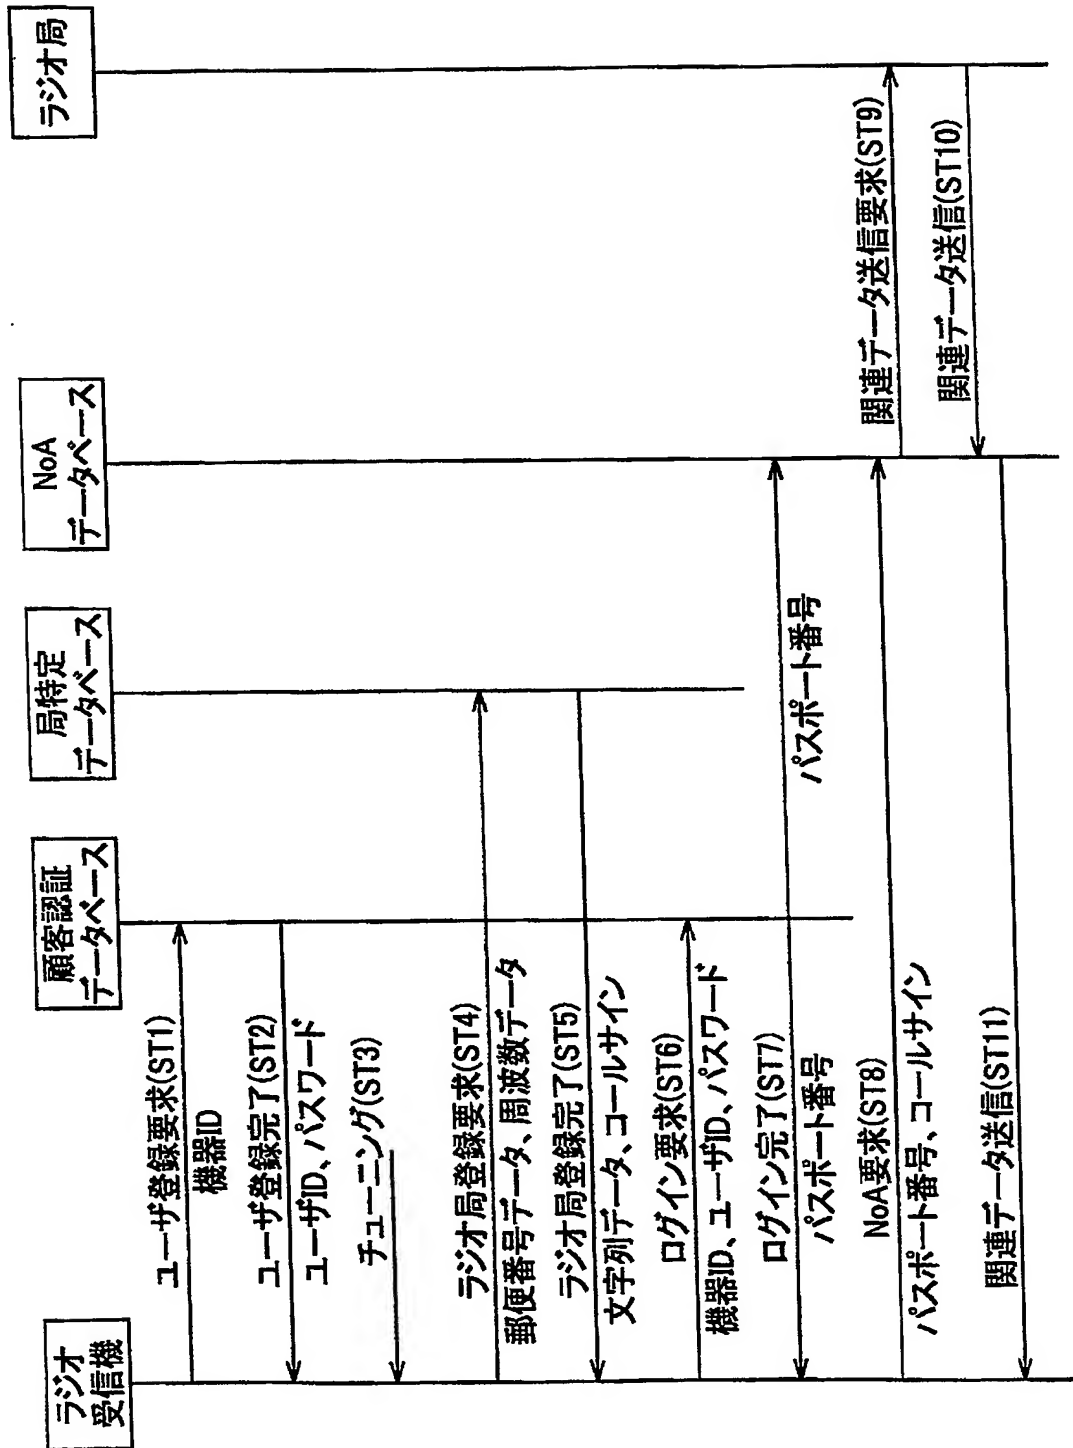 ラジオ
受信機
顧客認証
データベース
局特定
データベース
NoA
データベース
ラジオ局
ユーザ登録要求(ST1)
機器ID
ユーザ登録完了(ST2)
ユーザID、パスワード
チューニング(ST3)
ラジオ局登録要求(ST4)
郵便番号データ、周波数データ
ラジオ局登録完了(ST5)
文字列データ、コールサイン
ログイン要求(ST6)
機器ID、ユーザID、パスワード
ログイン完了(ST7)
パスポート番号
パスポート番号
NoA要求(ST8)
パスポート番号、コールサイン
関連データ送信要求(ST9)
関連データ送信(ST10)
関連データ送信(ST11)